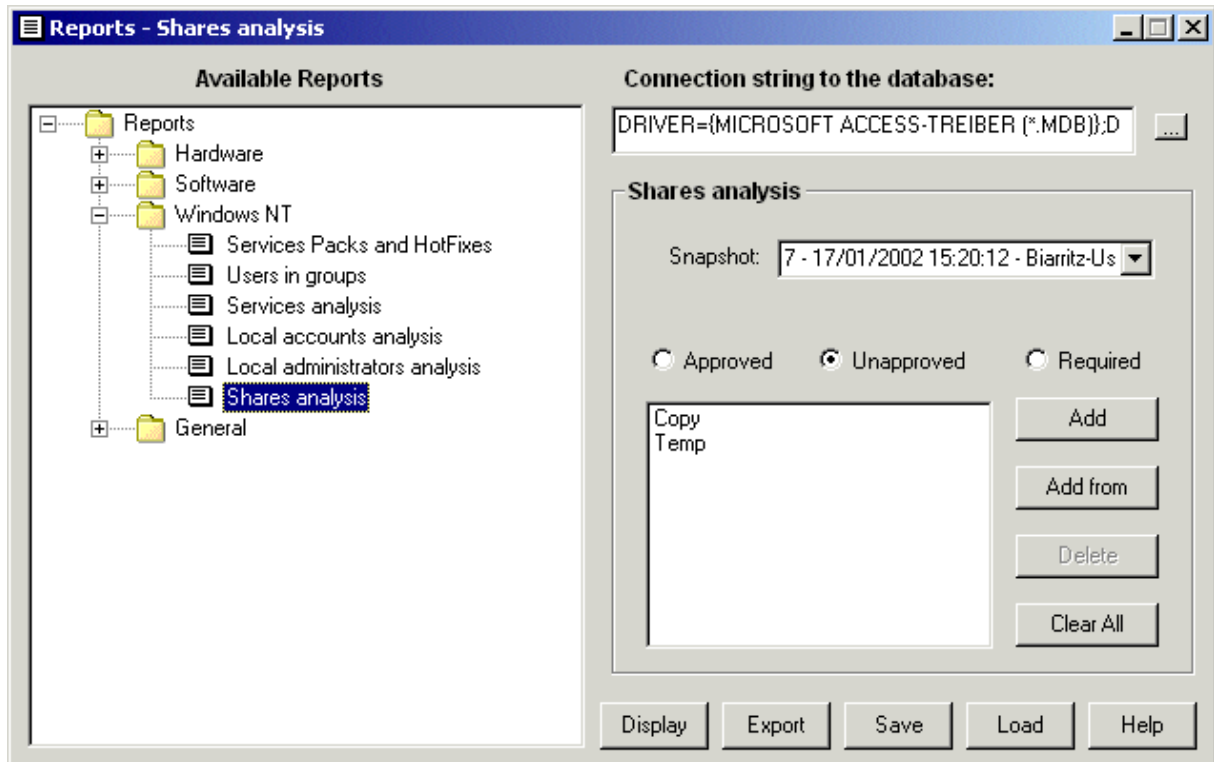 Reports - Shares analysis
Available Reports
Reports
Hardware
Software
Windows NT
Services Packs and HotFixes
Users in groups
Services analysis
Local accounts analysis
Local administrators analysis
Shares analysis
General
Connection string to the database:
DRIVER={MICROSOFT ACCESS-TREIBER (*.MDB)};D
...
Shares analysis
Snapshot: 7 - 17/01/2002 15:20:12 - Biarritz-Us
Approved Unapproved Required
Copy
Temp
Add
Add from
Delete
Clear All
Display Export Save Load Help